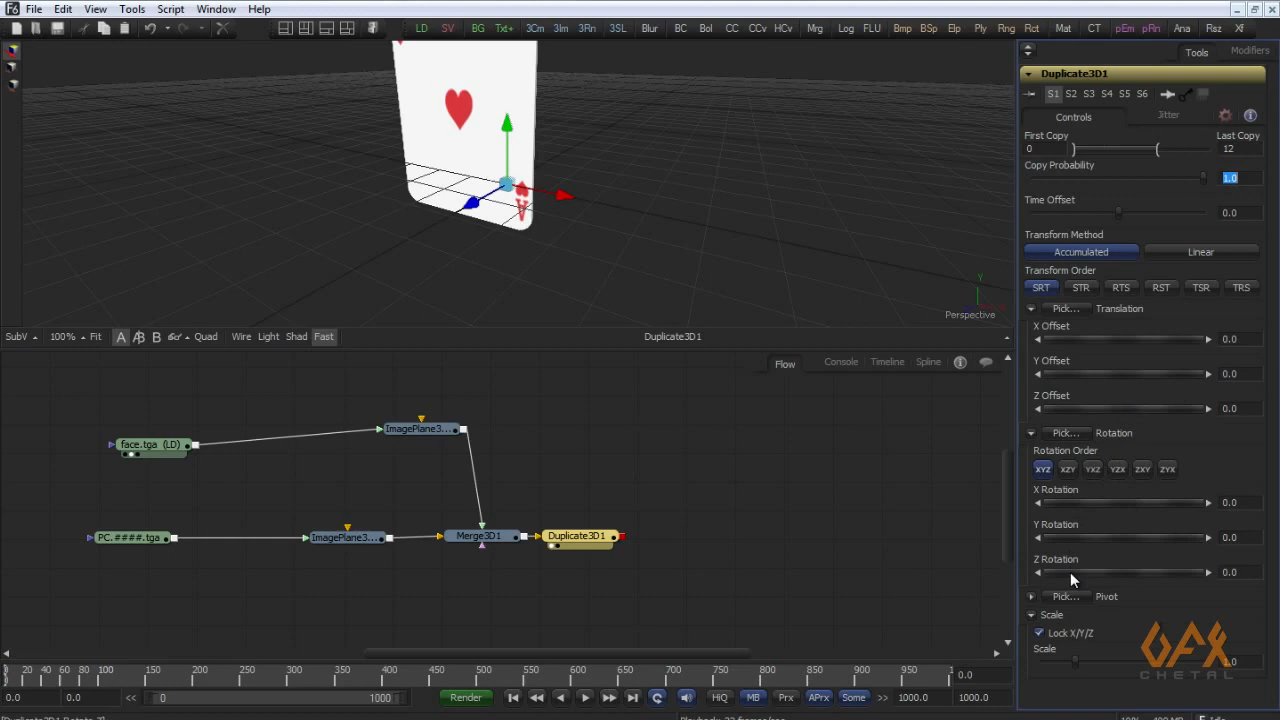 File Edit View Tools Script Window Help
LD SV BG Txt+ 3Cm 3Im 3Rn 3SL Blur BC Bol CC CCv HCv Mrg Log FLU Bmp BSp Elp Ply Rng Rct Mat CT pEm pRn Ana Rsz Xf
Tools Modifiers
Duplicate3D1
S1 S2 S3 S4 S5 S6
Controls Jitter
First Copy Last Copy
0 12
Copy Probability
1.0
Time Offset
0.0
Transform Method
Accumulated Linear
Transform Order
SRT STR RTS RST TSR TRS
Pick... Translation
X Offset
0.0
Y Offset
0.0
Z Offset
0.0
Pick... Rotation
Rotation Order
XYZ XZY YXZ YZX ZXY ZYX
X Rotation
0.0
Y Rotation
0.0
Z Rotation
0.0
Pick... Pivot
Scale
Lock X/Y/Z
Scale
GFX
CHETAL
A
Y
Perspective
SubV 100% Fit A B Quad Wire Light Shad Fast Duplicate3D1
Flow Console Timeline Spline
face.tga (LD) ImagePlane3...
PC.####.tga ImagePlane3... Merge3D1 Duplicate3D1
0 20 40 60 80 100 150 200 250 300 350 400 450 500 550 600 650 700 750 800 850 900 0.0
0.0 0.0 << 0 1000 Render HiQ MB Prx APrx Some >> 1000.0 1000.0